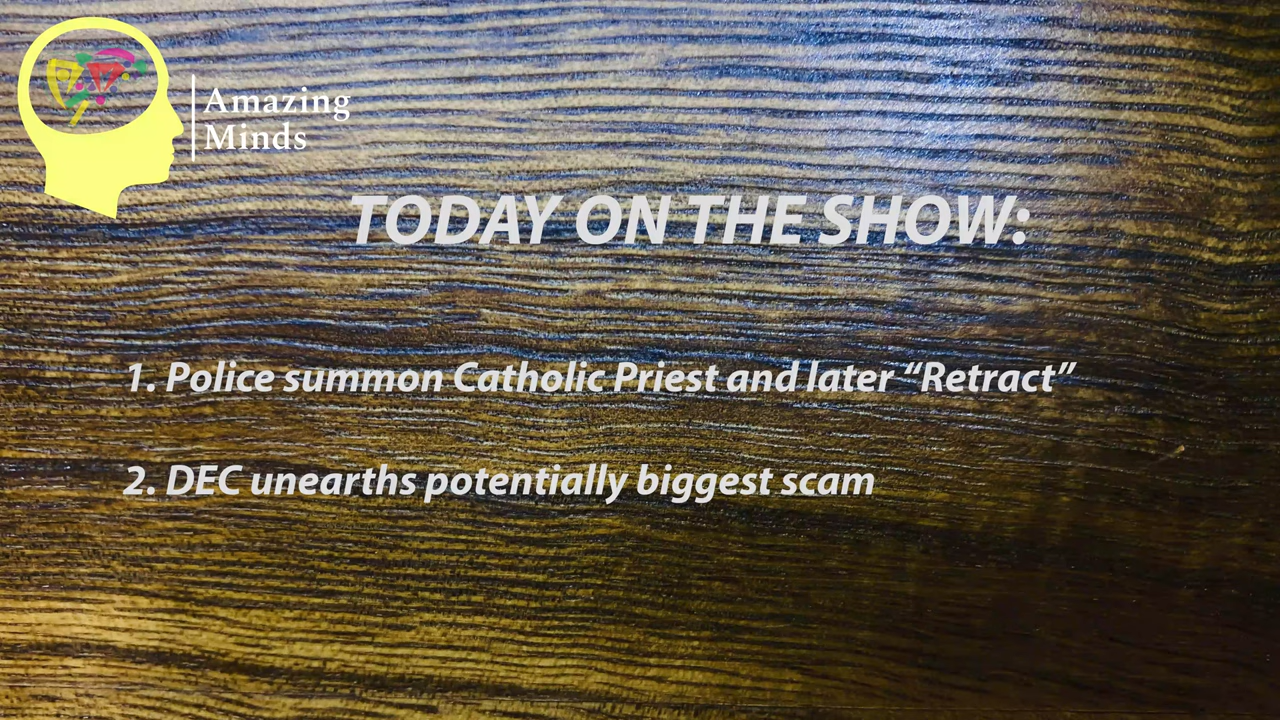 Amazing
Minds
TODAY ON THE SHOW:
1. Police summon Catholic Priest and later “Retract”
2. DEC unearths potentially biggest scam